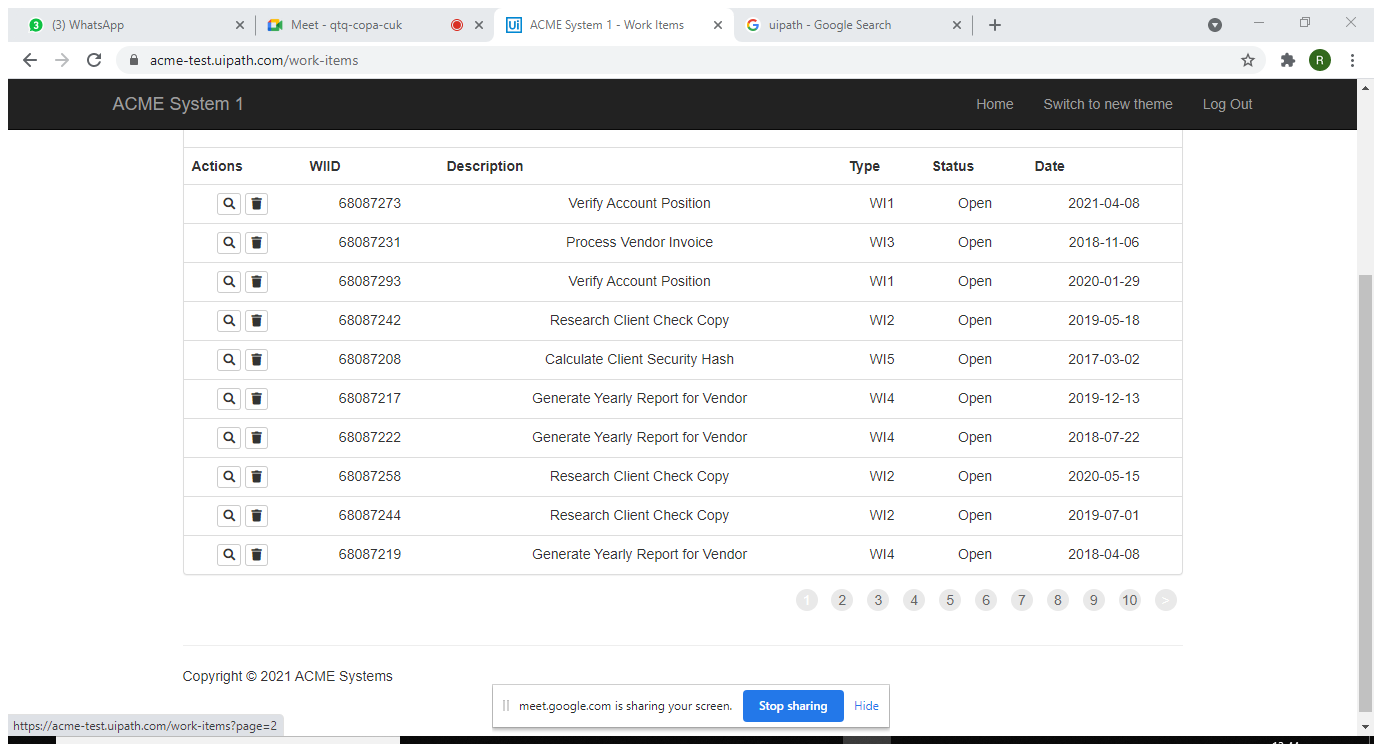 3 (3) WhatsApp Meet - qtq-copa-cuk Ui ACME System 1 - Work Items G uipath - Google Search
acme-test.uipath.com/work-items R
ACME System 1 Home Switch to new theme Log Out
Actions WIID Description Type Status Date
68087273 Verify Account Position WI1 Open 2021-04-08
68087231 Process Vendor Invoice WI3 Open 2018-11-06
68087293 Verify Account Position WI1 Open 2020-01-29
68087242 Research Client Check Copy WI2 Open 2019-05-18
68087208 Calculate Client Security Hash WI5 Open 2017-03-02
68087217 Generate Yearly Report for Vendor WI4 Open 2019-12-13
68087222 Generate Yearly Report for Vendor WI4 Open 2018-07-22
68087258 Research Client Check Copy WI2 Open 2020-05-15
68087244 Research Client Check Copy WI2 Open 2019-07-01
68087219 Generate Yearly Report for Vendor WI4 Open 2018-04-08
1 2 3 4 5 6 7 8 9 10 >
Copyright © 2021 ACME Systems
meet.google.com is sharing your screen. Stop sharing Hide
https://acme-test.uipath.com/work-items?page=2